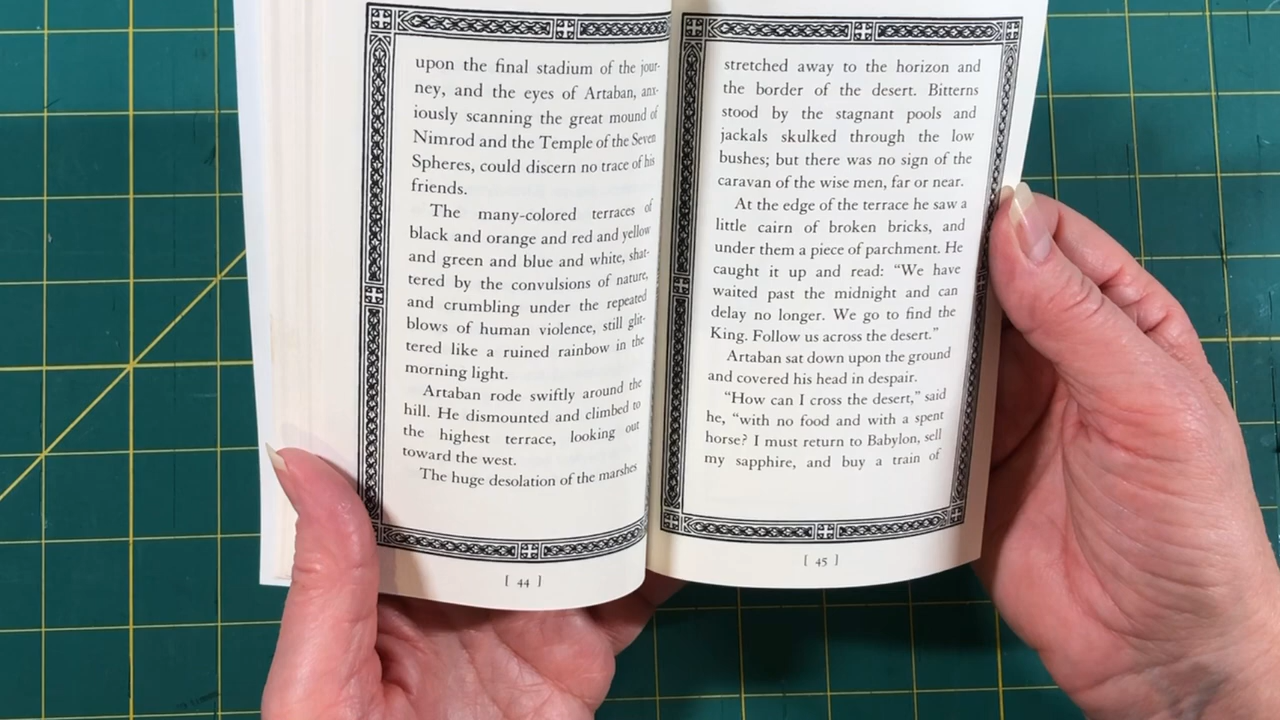 upon the final stadium of the jour-
ney, and the eyes of Artaban, anx-
iously scanning the great mound of
Nimrod and the Temple of the Seven
Spheres, could discern no trace of his
friends.
The many-colored terraces of
black and orange and red and yellow
and green and blue and white, shat-
tered by the convulsions of nature,
and crumbling under the repeated
blows of human violence, still glit-
tered like a ruined rainbow in the
morning light.
Artaban rode swiftly around the
hill. He dismounted and climbed to
the highest terrace, looking out
toward the west.
The huge desolation of the marshes
[ 44 ]
stretched away to the horizon and
the border of the desert. Bitterns
stood by the stagnant pools and
jackals skulked through the low
bushes; but there was no sign of the
caravan of the wise men, far or near.
At the edge of the terrace he saw a
little cairn of broken bricks, and
under them a piece of parchment. He
caught it up and read: “We have
waited past the midnight and can
delay no longer. We go to find the
King. Follow us across the desert.”
Artaban sat down upon the ground
and covered his head in despair.
“How can I cross the desert,” said
he, “with no food and with a spent
horse? I must return to Babylon, sell
my sapphire, and buy a train of
[ 45 ]